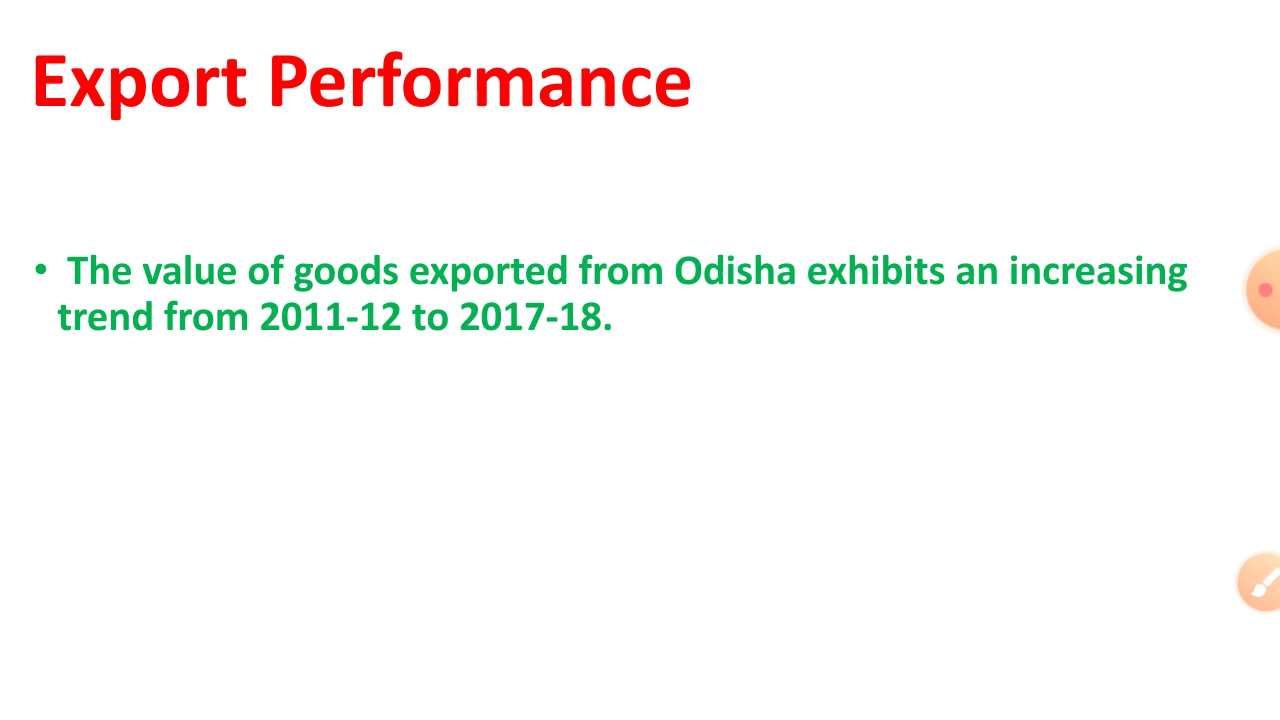 Export Performance
• The value of goods exported from Odisha exhibits an increasing
trend from 2011-12 to 2017-18.